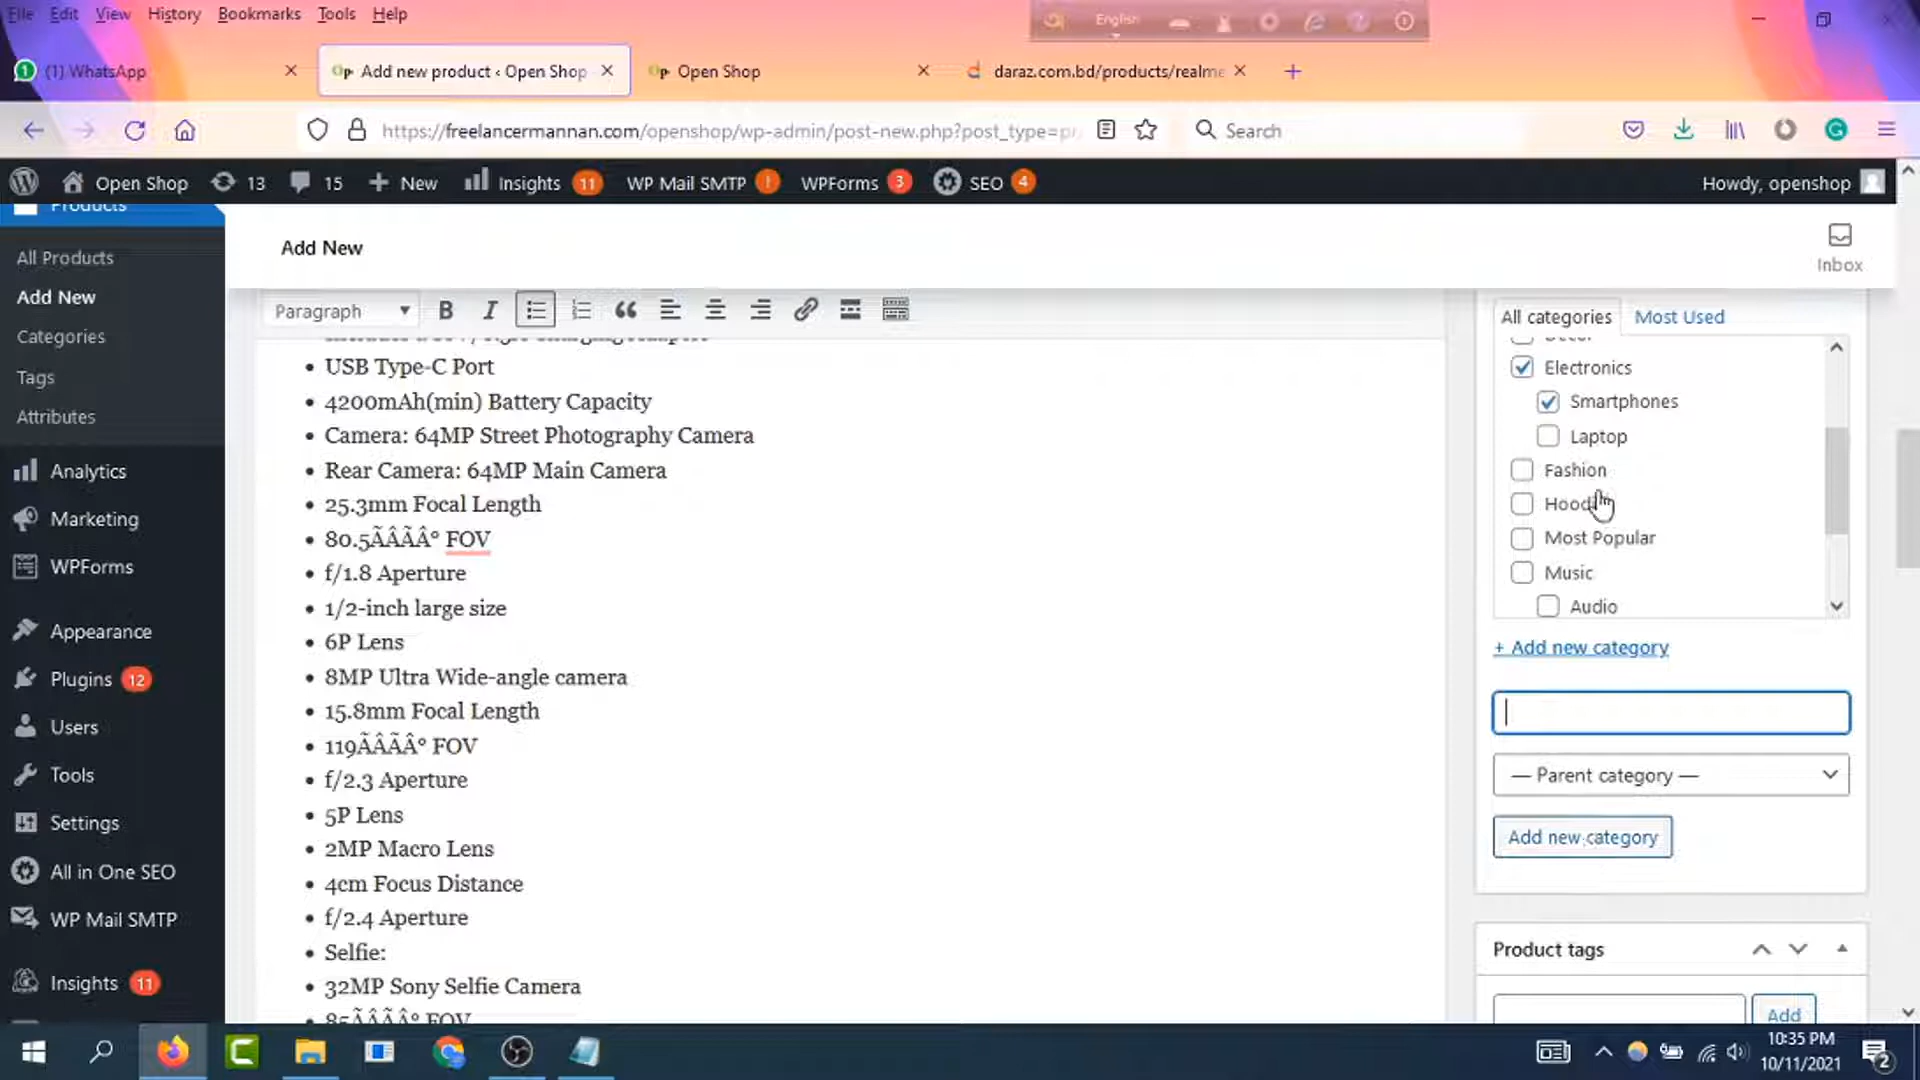 File Edit View History Bookmarks Tools Help
English
(1) WhatsApp
Add new product ‹ Open Shop
Open Shop
daraz.com.bd/products/realme
https://freelancermannan.com/openshop/wp-admin/post-new.php?post_type=p
Search
Open Shop
13
15
New
Insights 11
WP Mail SMTP !
WPForms 3
SEO 4
Howdy, openshop
Products
All Products
Add New
Categories
Tags
Attributes
Analytics
Marketing
WPForms
Appearance
Plugins 12
Users
Tools
Settings
All in One SEO
WP Mail SMTP
Insights 11
Add New
Inbox
Paragraph
USB Type-C Port
4200mAh(min) Battery Capacity
Camera: 64MP Street Photography Camera
Rear Camera: 64MP Main Camera
25.3mm Focal Length
80.5ÃÂÃÂ° FOV
f/1.8 Aperture
1/2-inch large size
6P Lens
8MP Ultra Wide-angle camera
15.8mm Focal Length
119ÃÂÃÂ° FOV
f/2.3 Aperture
5P Lens
2MP Macro Lens
4cm Focus Distance
f/2.4 Aperture
Selfie:
32MP Sony Selfie Camera
85ÃÂÃÂ° FOV
All categories
Most Used
Electronics
Smartphones
Laptop
Fashion
Most Popular
Music
Audio
+ Add new category
— Parent category —
Add new category
Product tags
Add
10:35 PM
10/11/2021
2